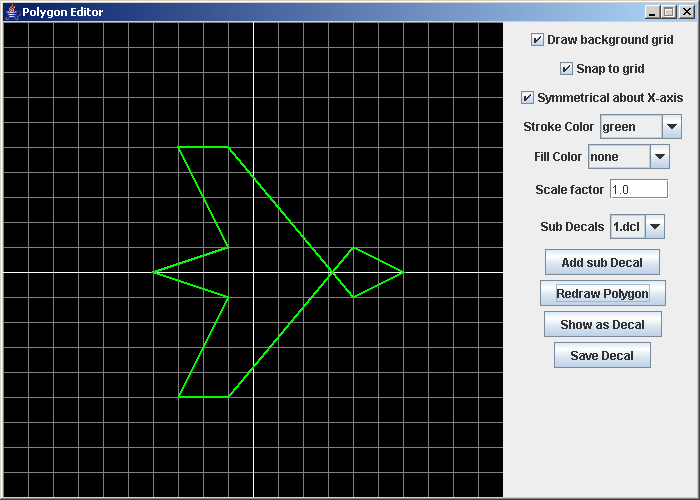 Polygon Editor
Draw background grid
Snap to grid
Symmetrical about X-axis
Stroke Color green
Fill Color none
Scale factor 1.0
Sub Decals 1.dcl
Add sub Decal
Redraw Polygon
Show as Decal
Save Decal